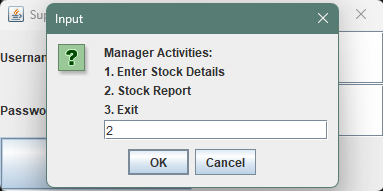 Input
Manager Activities:
1. Enter Stock Details
2. Stock Report
3. Exit
2
OK
Cancel